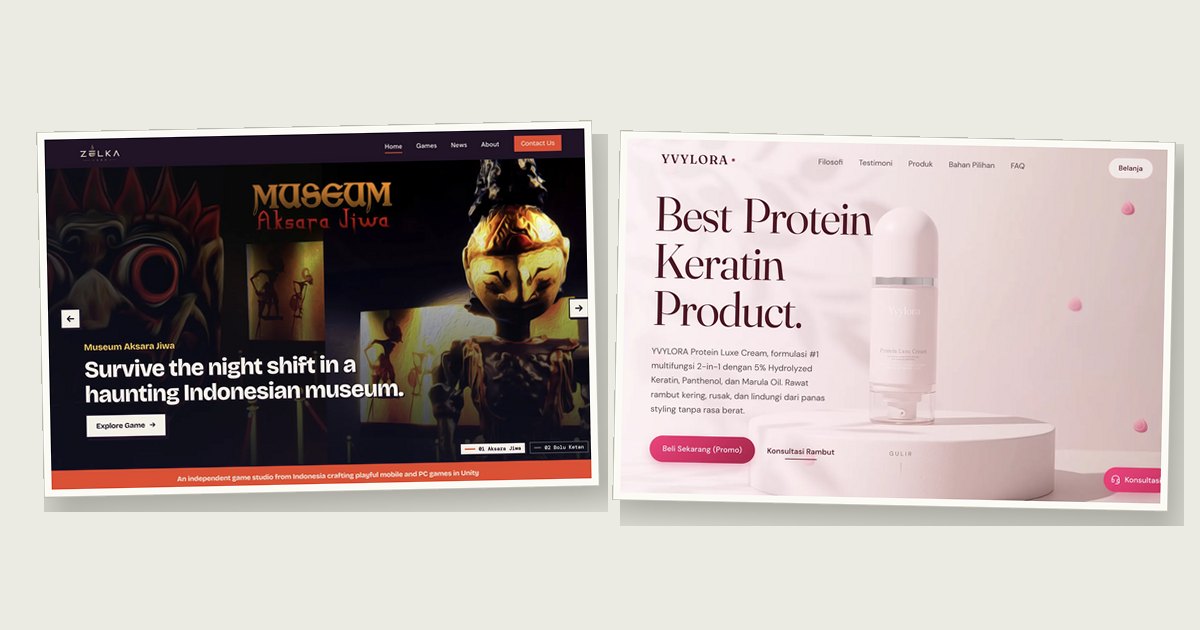 ZELKA
Home Games News About Contact Us
MUSEUM
Aksara Jiwa
Museum Aksara Jiwa
Survive the night shift in a
haunting Indonesian museum.
Explore Game →
01 Aksara Jiwa 02 Bolu Ketan
An independent game studio from Indonesia crafting playful mobile and PC games in Unity
YVYLORA
Filosofi Testimoni Produk Bahan Pilihan FAQ Belanja
Best Protein
Keratin
Product.
YVYLORA Protein Luxe Cream, formulasi #1
multifungsi 2-in-1 dengan 5% Hydrolyzed
Keratin, Panthenol, dan Marula Oil. Rawat
rambut kering, rusak, dan lindungi dari panas
styling tanpa rasa berat.
Beli Sekarang (Promo) Konsultasi Rambut
Yvylora
Protein Luxe Cream
GULIR
Konsultasi